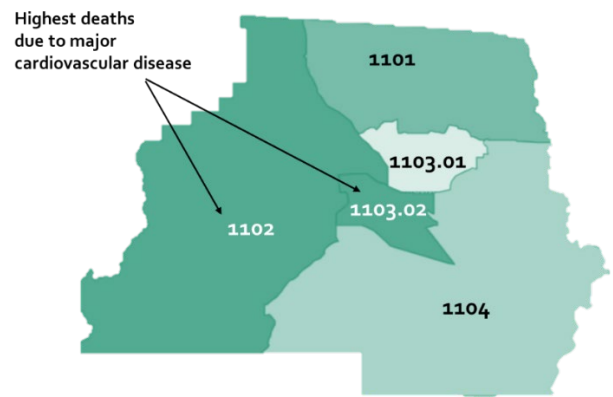 Highest deaths
due to major
cardiovascular disease
1101
1103.01
1103.02
1102
1104